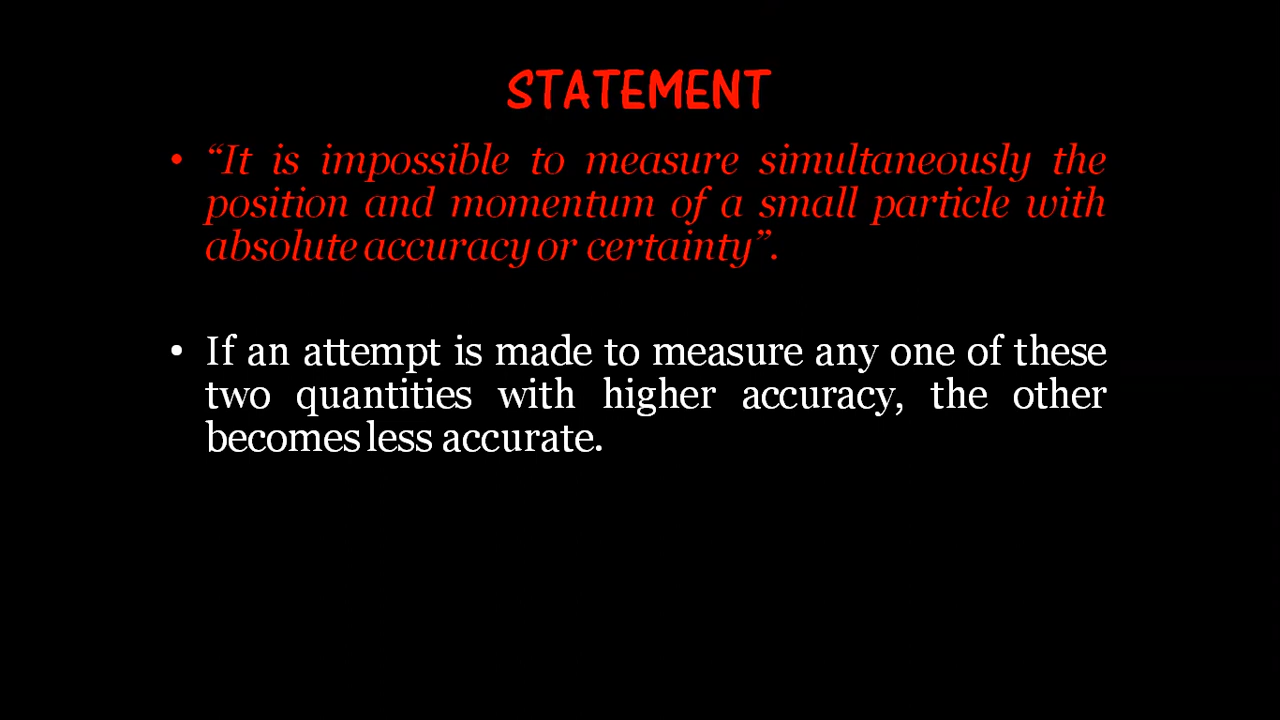 STATEMENT
• “It is impossible to measure simultaneously the
position and momentum of a small particle with
absolute accuracy or certainty”.
• If an attempt is made to measure any one of these
two quantities with higher accuracy, the other
becomes less accurate.